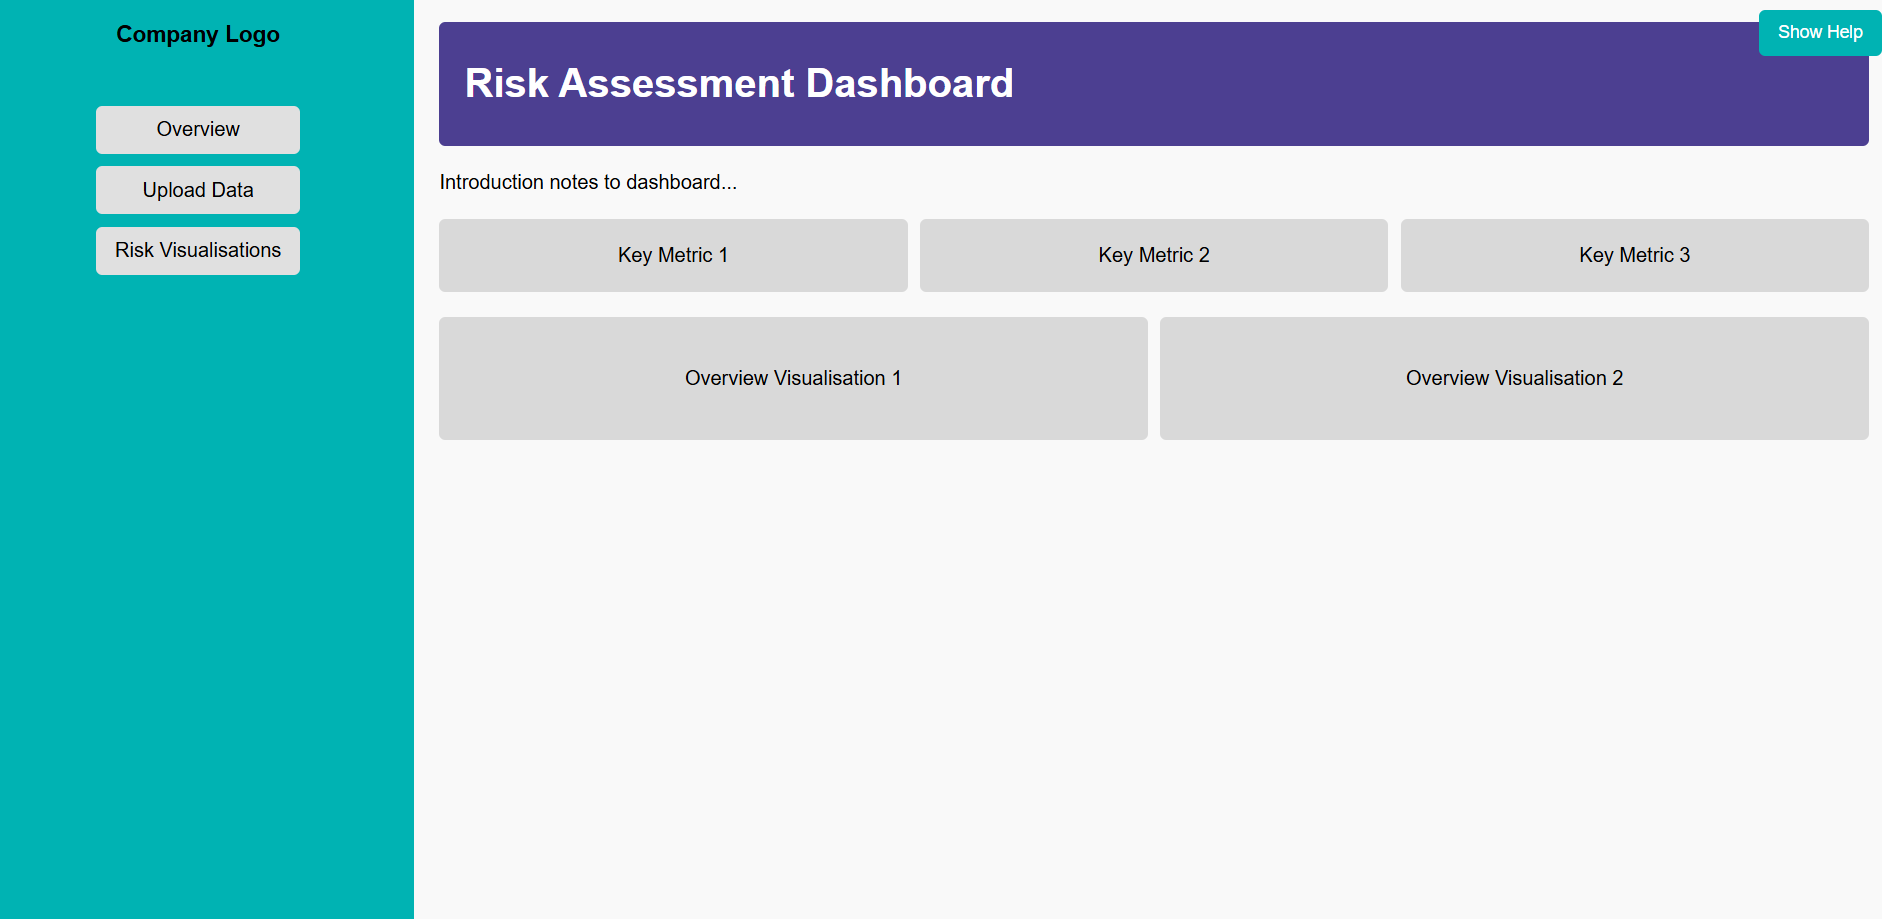 Company Logo
Overview
Upload Data
Risk Visualisations
Show Help
Risk Assessment Dashboard
Introduction notes to dashboard...
Key Metric 1
Key Metric 2
Key Metric 3
Overview Visualisation 1
Overview Visualisation 2